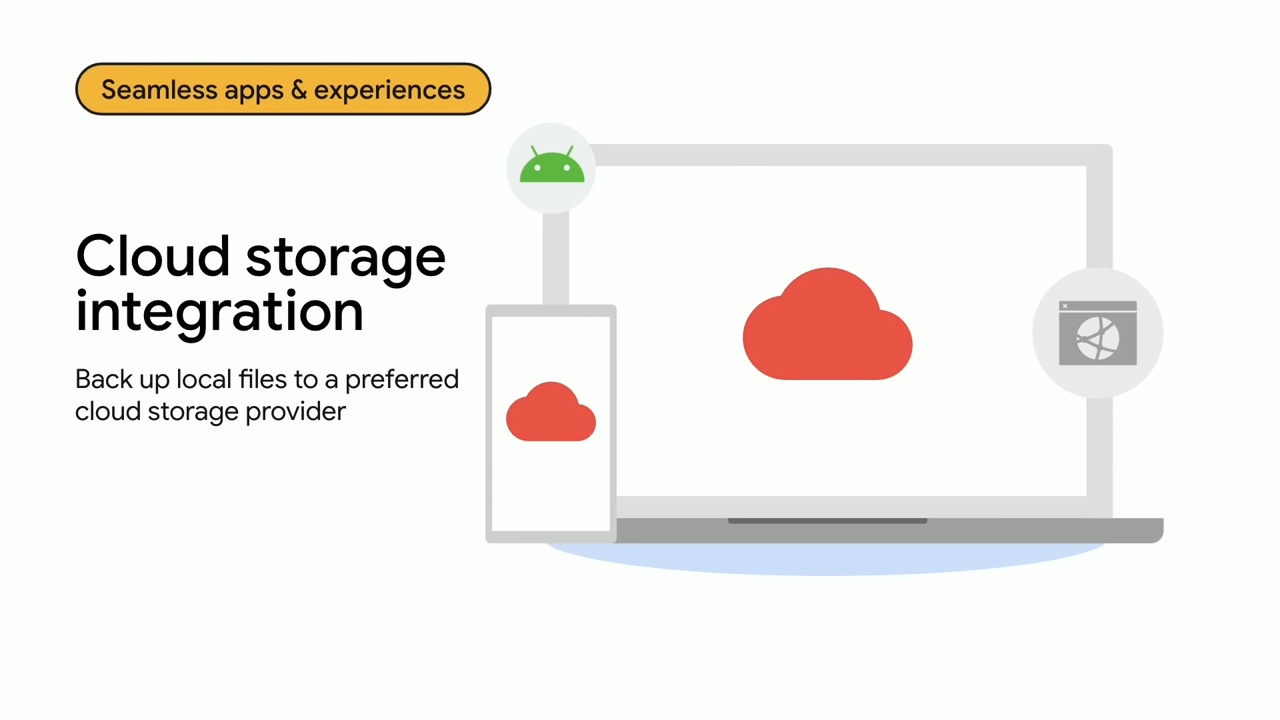 Seamless apps & experiences
Cloud storage
integration
Back up local files to a preferred
cloud storage provider